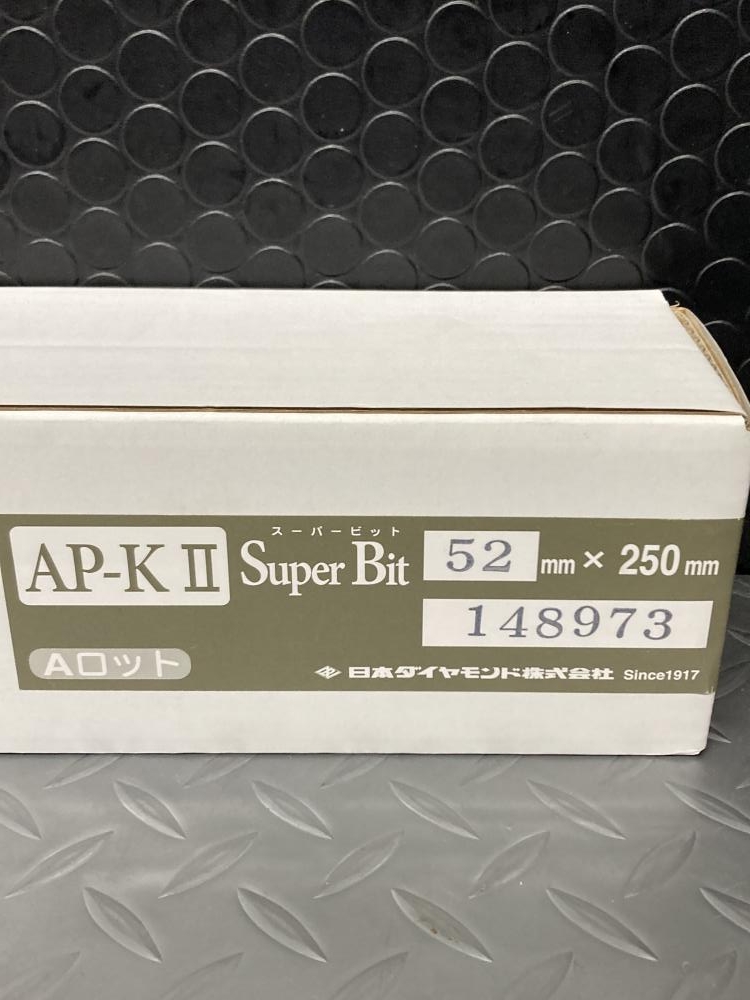 AP-K II
スーパービット
Super Bit
52 mm × 250 mm
148973
Aロット
日本ダイヤモンド株式会社 Since1917